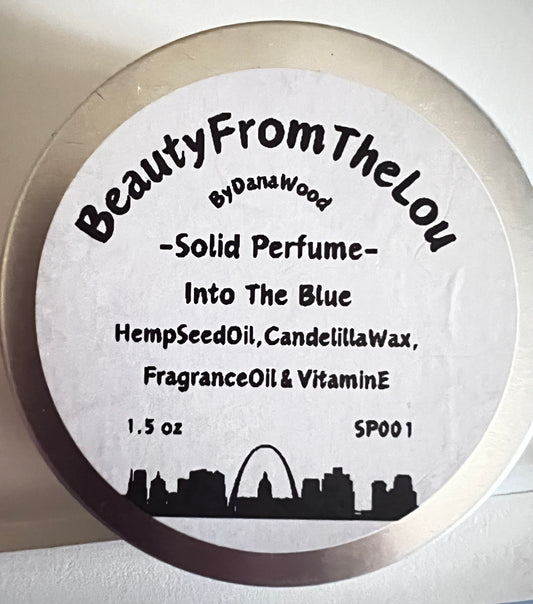 BeautyFromTheLou
ByDanaWood
-Solid Perfume-
Into The Blue
HempSeedOil,CandelillaWax,
FragranceOil & VitaminE
1.5 oz SP001